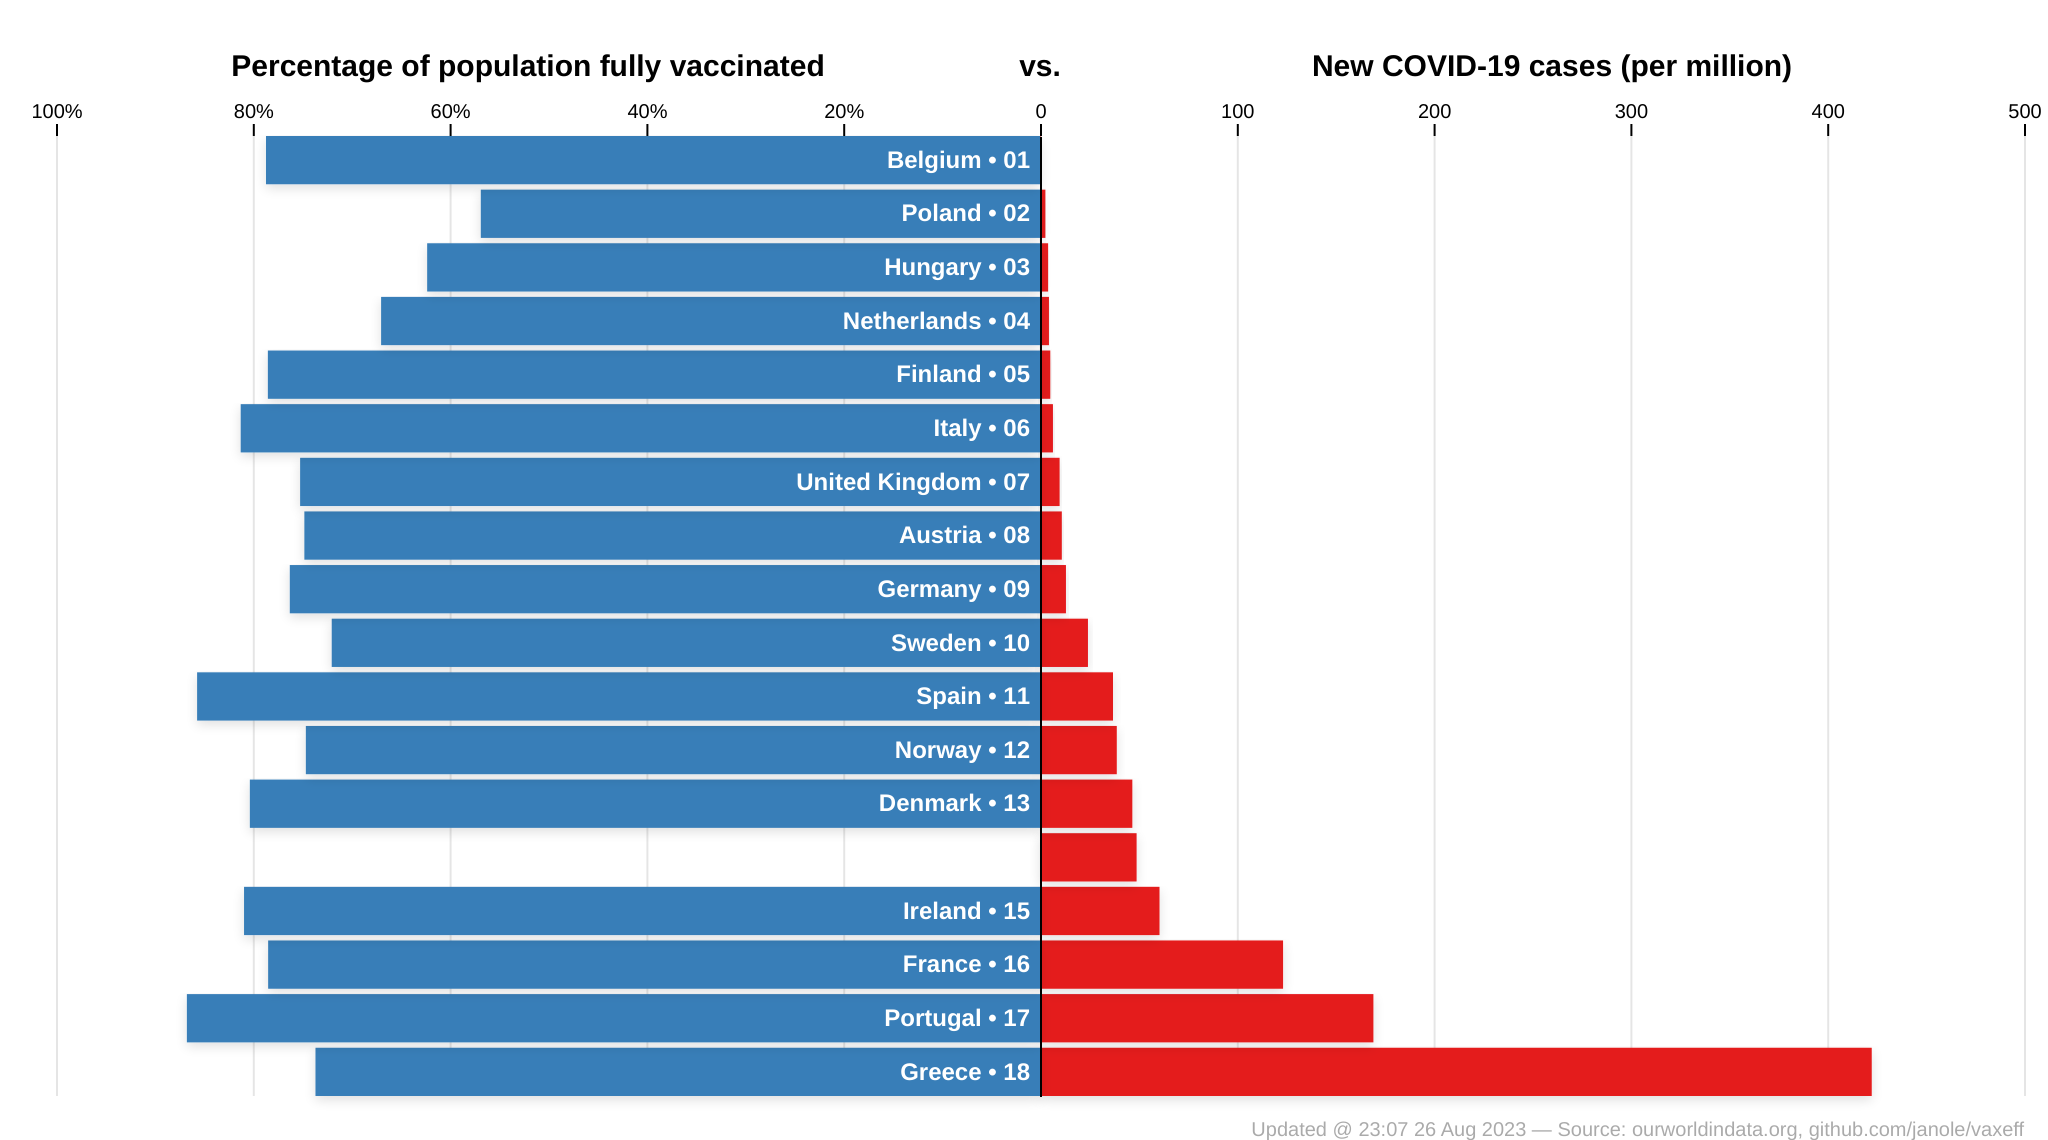 Percentage of population fully vaccinated vs. New COVID-19 cases (per million)
100% 80% 60% 40% 20% 0 100 200 300 400 500
Belgium • 01
Poland • 02
Hungary • 03
Netherlands • 04
Finland • 05
Italy • 06
United Kingdom • 07
Austria • 08
Germany • 09
Sweden • 10
Spain • 11
Norway • 12
Denmark • 13
Ireland • 15
France • 16
Portugal • 17
Greece • 18
Updated @ 23:07 26 Aug 2023 — Source: ourworldindata.org, github.com/janole/vaxeff